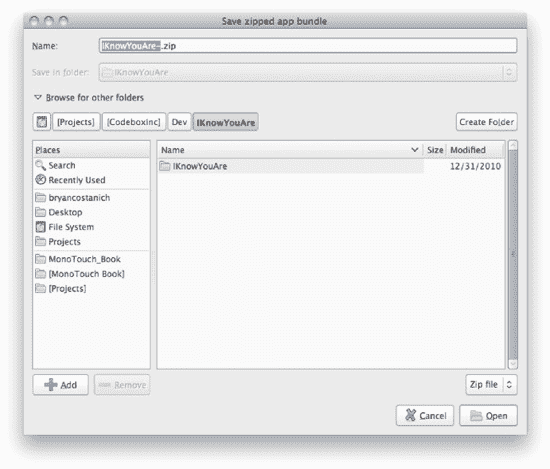 Save zipped app bundle
Name: IKnowYouAre-.zip
Save in folder: IKnowYouAre
Browse for other folders
[Projects] [CodeboxInc] Dev IKnowYouAre Create Folder
Places Name Size Modified
Search IKnowYouAre 12/31/2010
Recently Used
bryancostanich
Desktop
File System
Projects
MonoTouch_Book
[MonoTouch Book]
[Projects]
Add Remove Zip file
Cancel Open